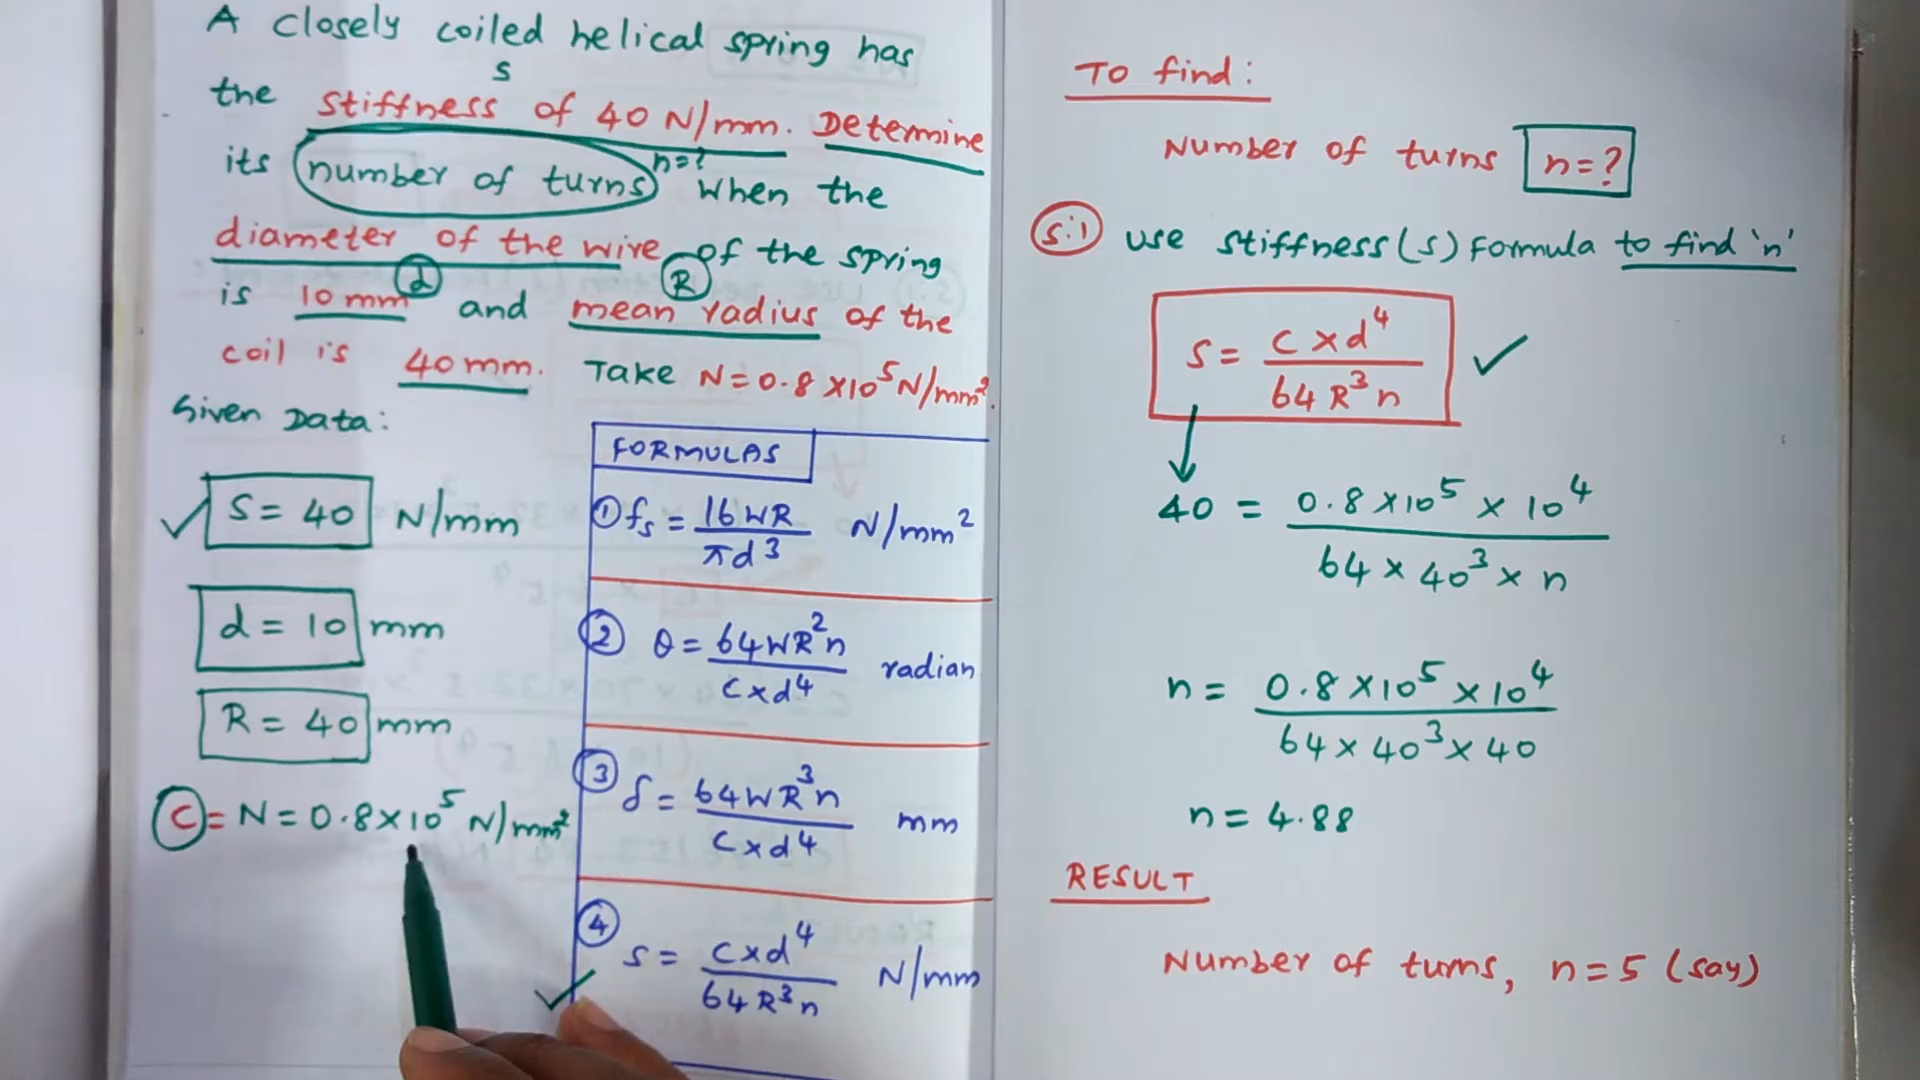 A closely coiled helical spring has
s
the stiffness of 40 N/mm. Determine
its number of turns n=? when the
diameter of the wire of the spring
d R
is 10 mm and mean radius of the
coil is 40 mm. Take N = 0.8 × 10⁵ N/mm².
Given Data:
S = 40 N/mm
d = 10 mm
R = 40 mm
C = N = 0.8 × 10⁵ N/mm²
FORMULAS
① fs = 16WR / πd³ N/mm²
② θ = 64WR²n / C×d⁴ radian
③ δ = 64WR³n / C×d⁴ mm
④ S = C×d⁴ / 64R³n N/mm
To find:
Number of turns n=?
S:1 Use stiffness (s) formula to find 'n'
S = C×d⁴ / 64R³n
40 = 0.8 × 10⁵ × 10⁴ / 64 × 40³ × n
n = 0.8 × 10⁵ × 10⁴ / 64 × 40³ × 40
n = 4.88
RESULT
Number of turns, n = 5 (say)